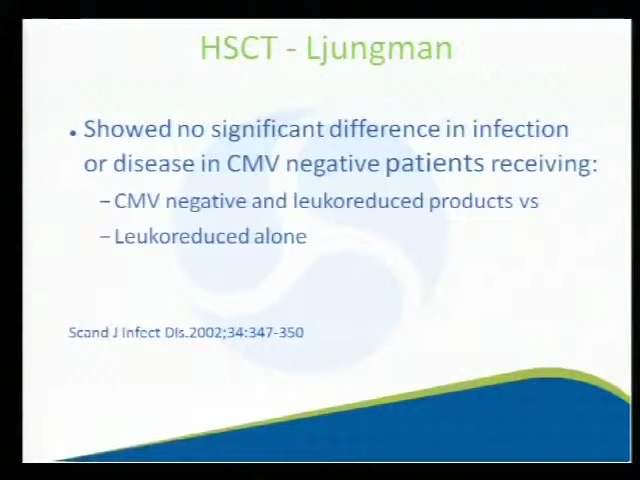 HSCT - Ljungman
• Showed no significant difference in infection
or disease in CMV negative patients receiving:
–CMV negative and leukoreduced products vs
–Leukoreduced alone
Scand J Infect Dis.2002;34:347-350